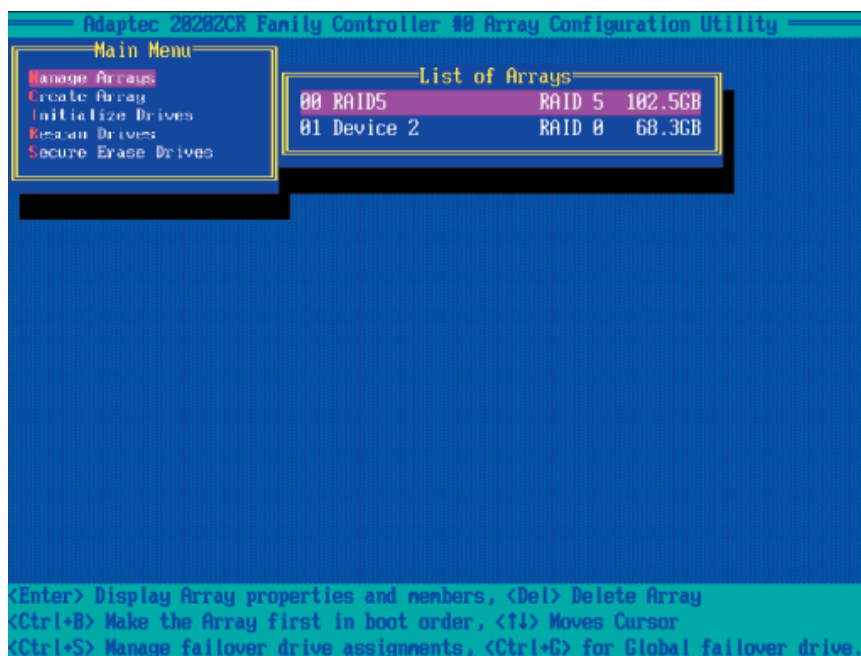 Adaptec 2020ZCR Family Controller #0 Array Configuration Utility
Main Menu
Manage Arrays
Create Array
Initialize Drives
Rescan Drives
Secure Erase Drives
List of Arrays
00 RAID5 RAID 5 102.5GB
01 Device 2 RAID 0 68.3GB
<Enter> Display Array properties and members, <Del> Delete Array
<Ctrl+B> Make the Array first in boot order, <↑↓> Moves Cursor
<Ctrl+S> Manage failover drive assignments, <Ctrl+G> for Global failover drive.